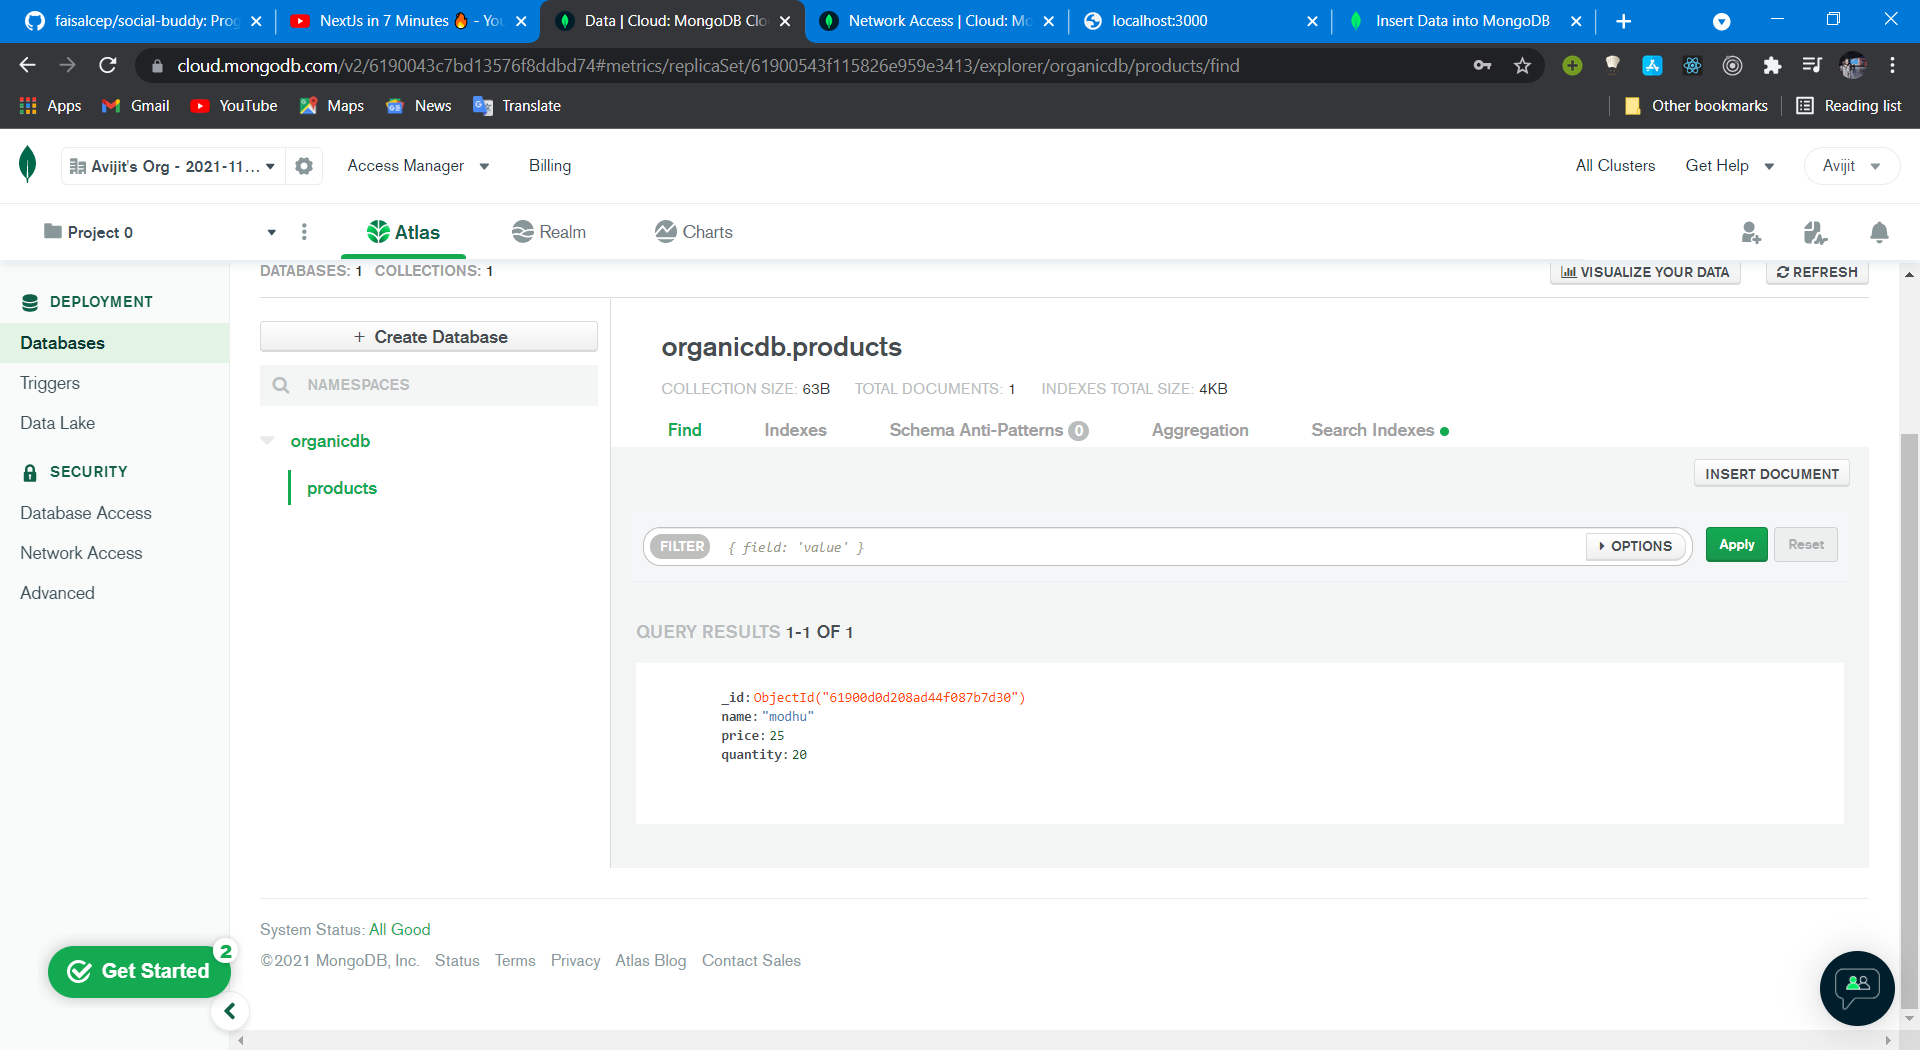 faisalcep/social-buddy: Prog
NextJs in 7 Minutes 🔥 - You
Data | Cloud: MongoDB Clo
Network Access | Cloud: Mo
localhost:3000
Insert Data into MongoDB
cloud.mongodb.com/v2/6190043c7bd13576f8ddbd74#metrics/replicaSet/61900543f115826e959e3413/explorer/organicdb/products/find
Apps
Gmail
YouTube
Maps
News
Translate
Other bookmarks
Reading list
Avijit's Org - 2021-11...
Access Manager
Billing
All Clusters
Get Help
Avijit
Project 0
Atlas
Realm
Charts
DATABASES: 1 COLLECTIONS: 1
VISUALIZE YOUR DATA
REFRESH
DEPLOYMENT
Databases
Triggers
Data Lake
SECURITY
Database Access
Network Access
Advanced
+ Create Database
NAMESPACES
organicdb
products
organicdb.products
COLLECTION SIZE: 63B TOTAL DOCUMENTS: 1 INDEXES TOTAL SIZE: 4KB
Find
Indexes
Schema Anti-Patterns 0
Aggregation
Search Indexes
INSERT DOCUMENT
FILTER { field: 'value' }
OPTIONS
Apply
Reset
QUERY RESULTS 1-1 OF 1
_id: ObjectId("61900d0d208ad44f087b7d30")
name: "modhu"
price: 25
quantity: 20
System Status: All Good
©2021 MongoDB, Inc. Status Terms Privacy Atlas Blog Contact Sales
Get Started
2